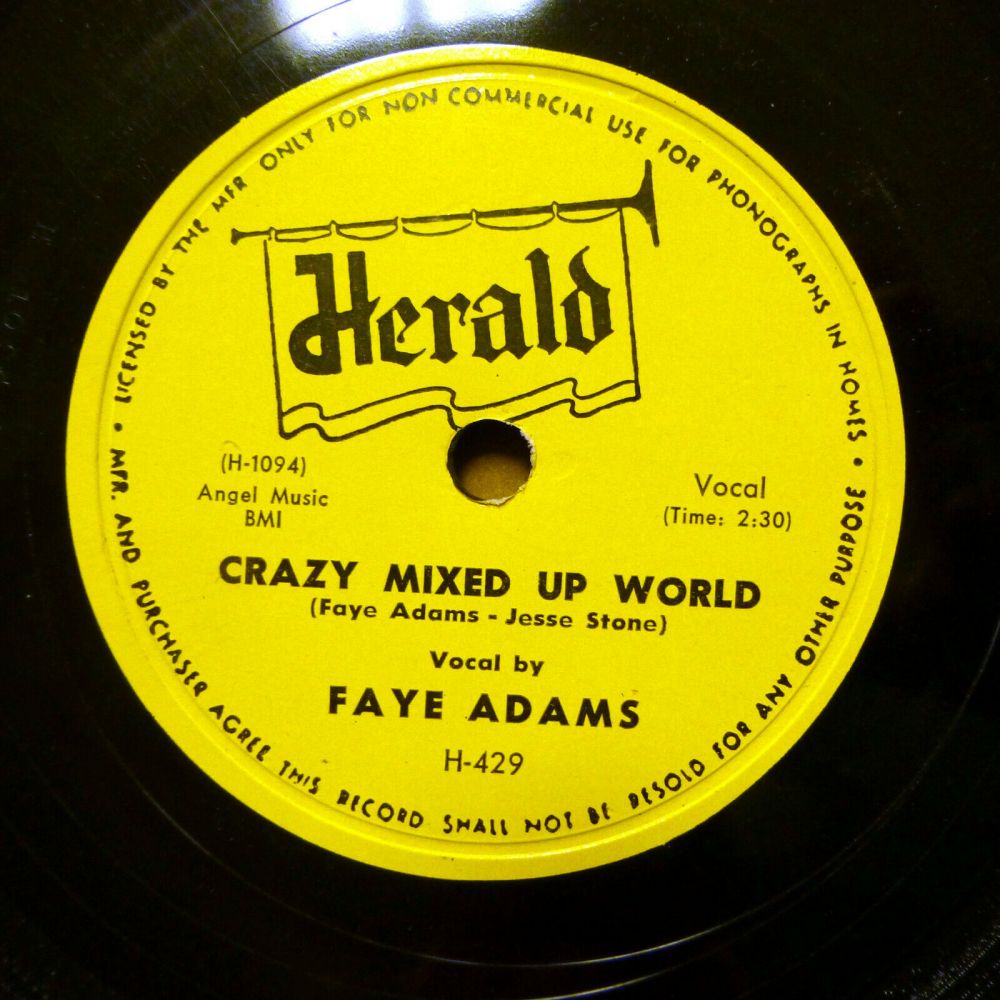 • LICENSED BY THE MFR ONLY FOR NON COMMERCIAL USE FOR PHONOGRAPHS IN HOMES •
Herald
(H-1094)
Angel Music
BMI
Vocal
(Time: 2:30)
CRAZY MIXED UP WORLD
(Faye Adams - Jesse Stone)
Vocal by
FAYE ADAMS
H-429
MFR. AND PURCHASER AGREE THIS RECORD SHALL NOT BE RESOLD FOR ANY OTHER PURPOSE